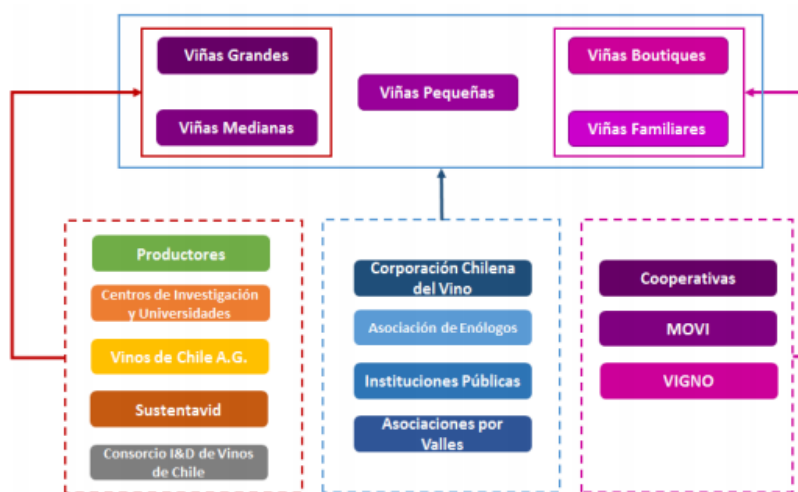 Viñas Grandes
Viñas Medianas
Viñas Pequeñas
Viñas Boutiques
Viñas Familiares
Productores
Centros de Investigación
y Universidades
Vinos de Chile A.G.
Sustentavid
Consorcio I&D de Vinos
de Chile
Corporación Chilena
del Vino
Asociación de Enólogos
Instituciones Públicas
Asociaciones por
Valles
Cooperativas
MOVI
VIGNO